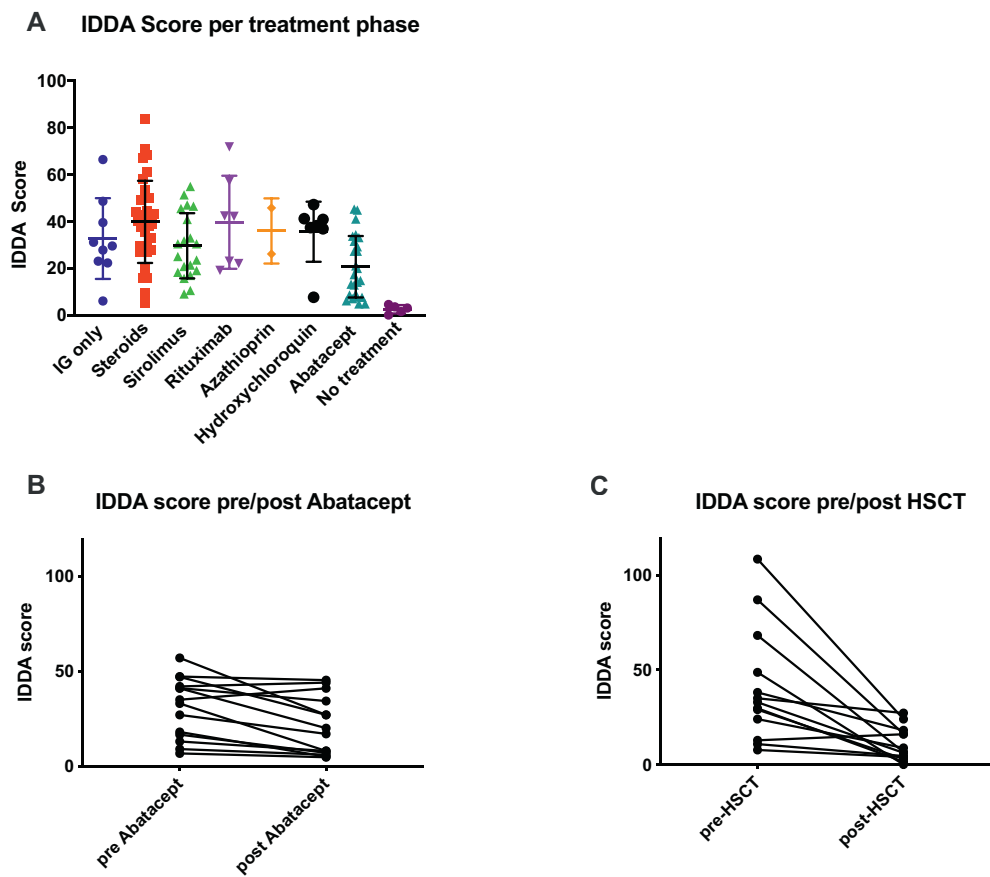 A IDDA Score per treatment phase
IDDA Score
100
80
60
40
20
0
IG only
Steroids
Sirolimus
Rituximab
Azathioprin
Hydroxychloroquin
Abatacept
No treatment
B
IDDA score pre/post Abatacept
IDDA score
100
50
0
pre Abatacept
post Abatacept
C
IDDA score pre/post HSCT
IDDA score
100
50
0
pre-HSCT
post-HSCT